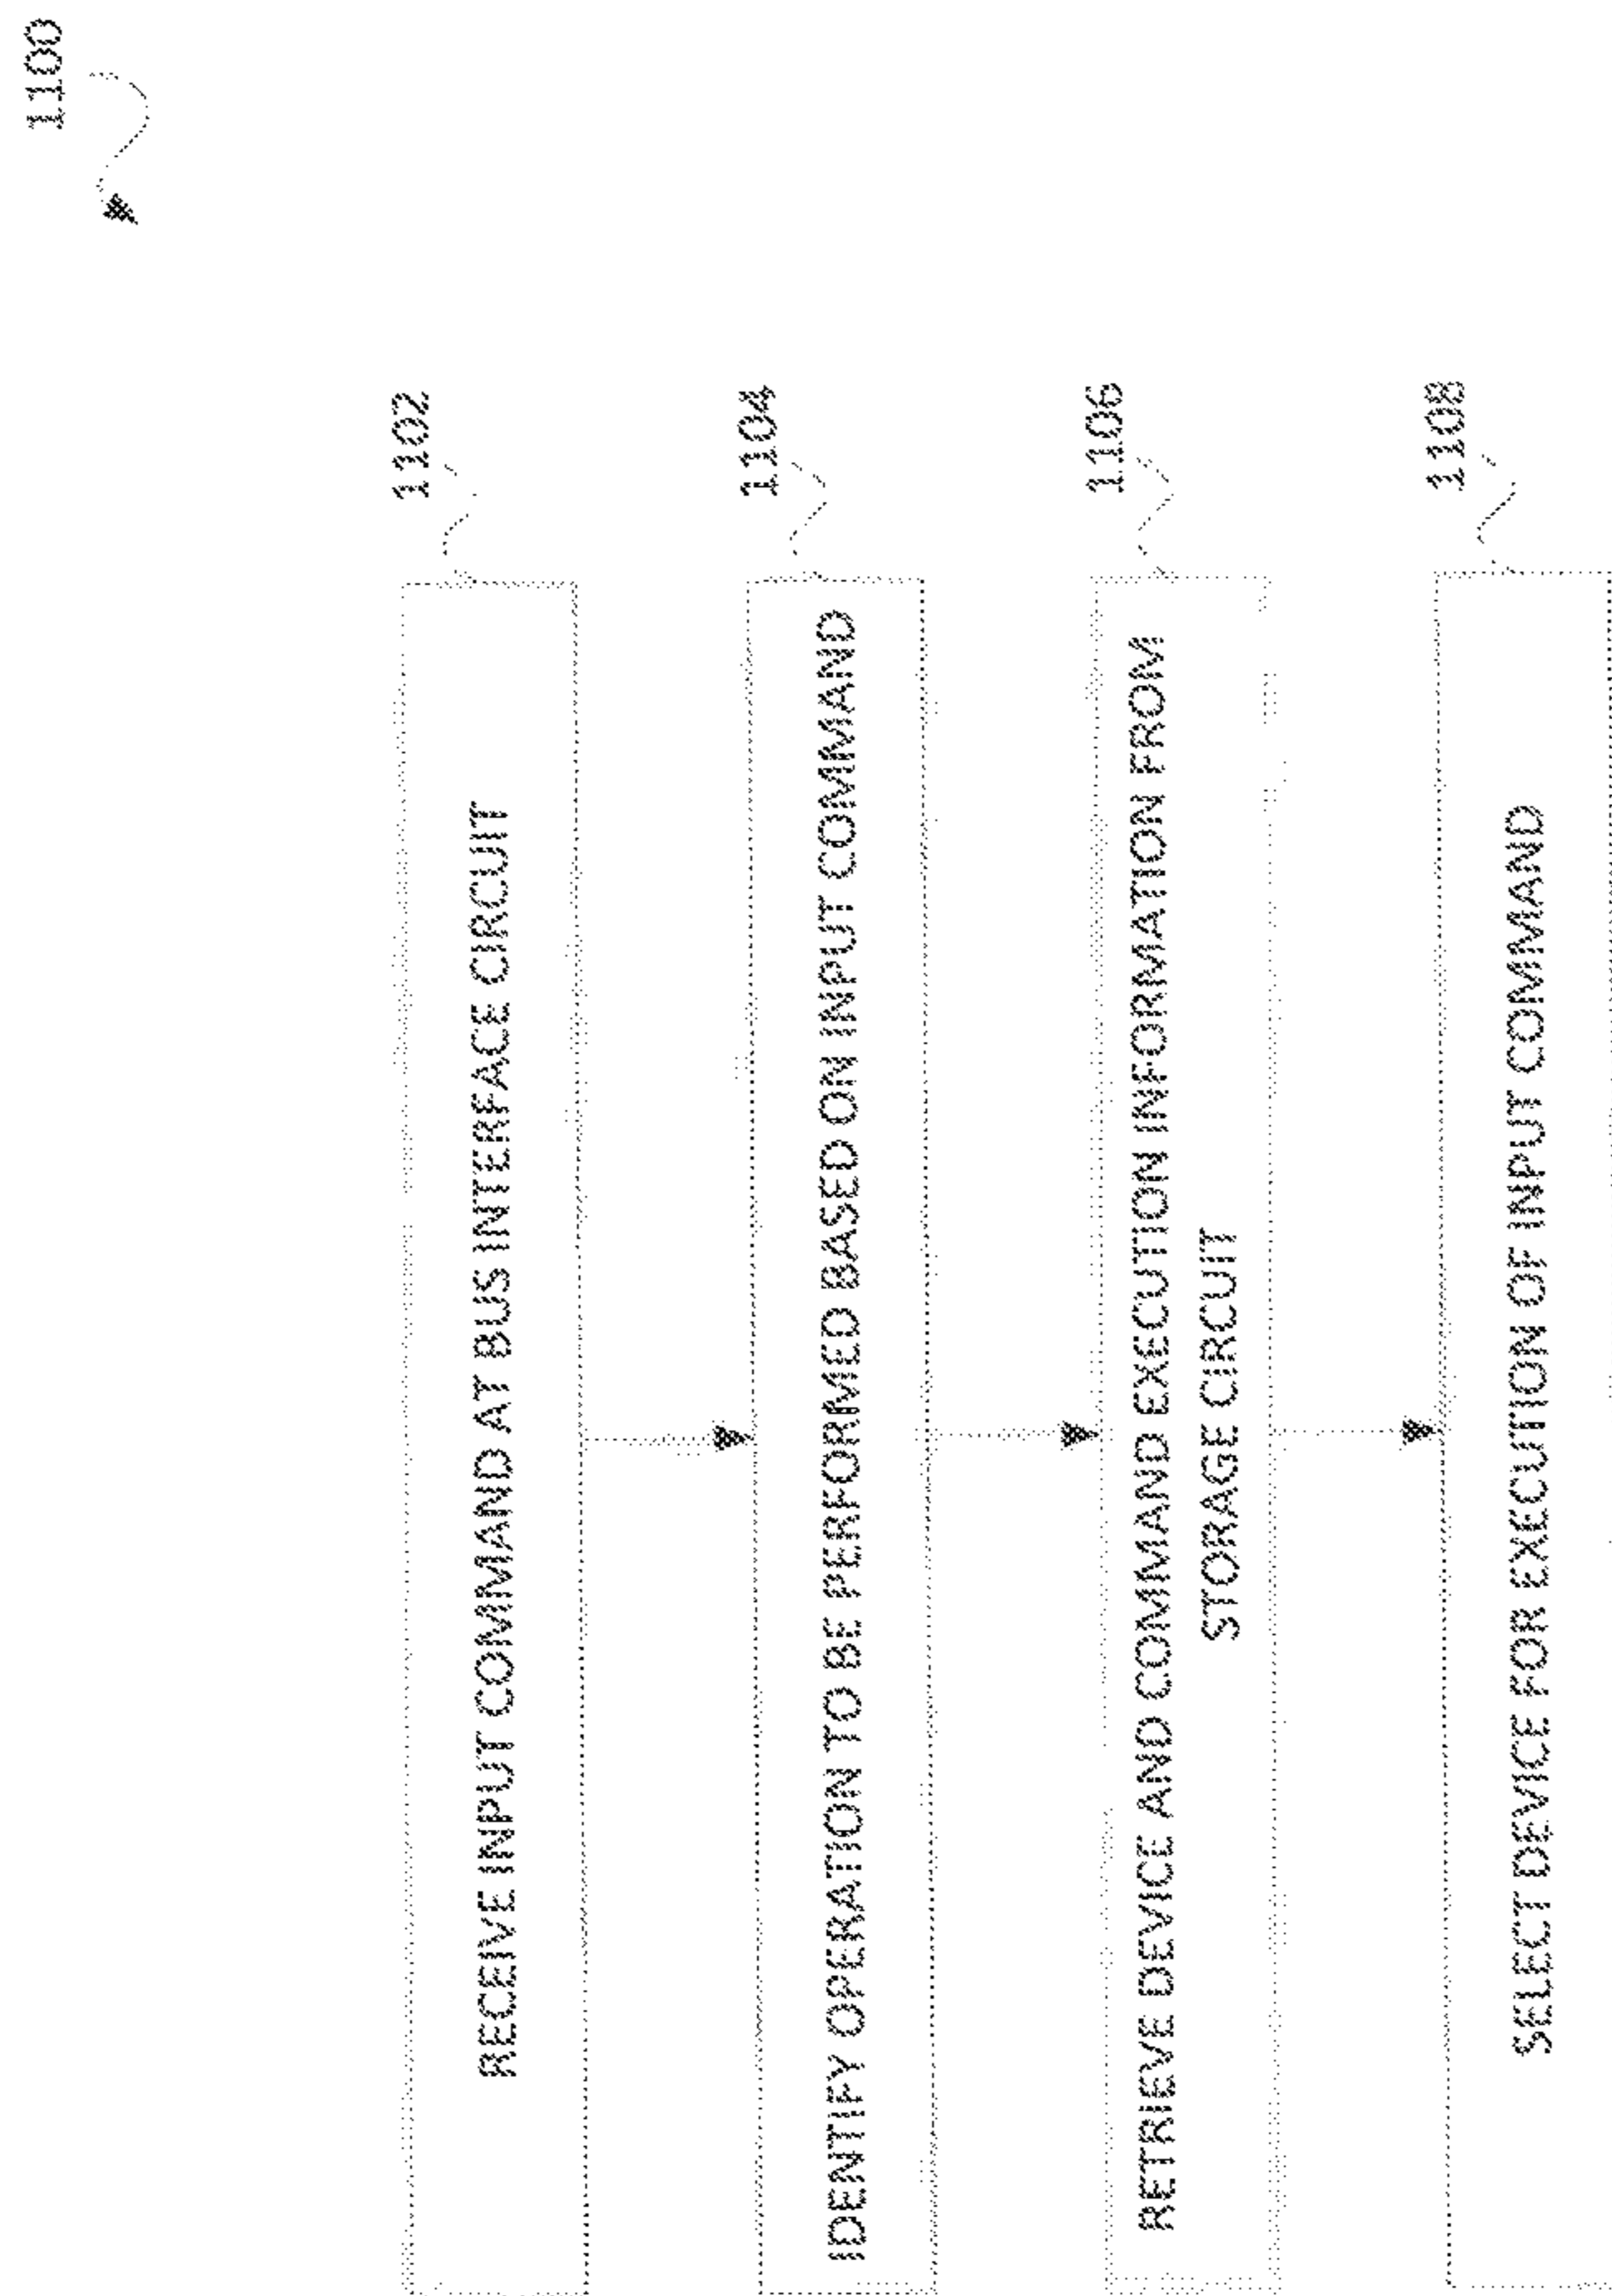 1100
1102
RECEIVE INPUT COMMAND AT BUS INTERFACE CIRCUIT
1104
IDENTIFY OPERATION TO BE PERFORMED BASED ON INPUT COMMAND
1106
RETRIEVE DEVICE AND COMMAND EXECUTION INFORMATION FROM
STORAGE CIRCUIT
1108
SELECT DEVICE FOR EXECUTION OF INPUT COMMAND